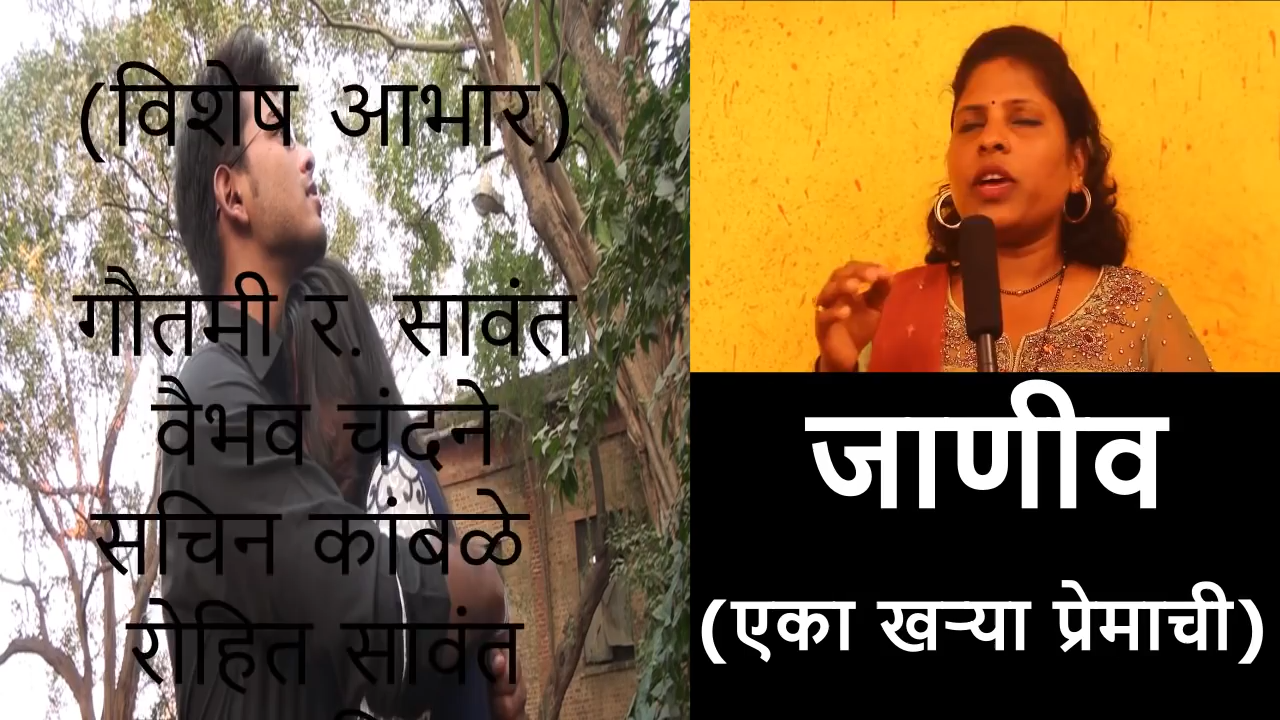 (विशेष आभार)
गौतमी र. सावंत
वैभव चंदने
सचिन कांबळे
रोहित सावंत
जाणीव
(एका खऱ्या प्रेमाची)